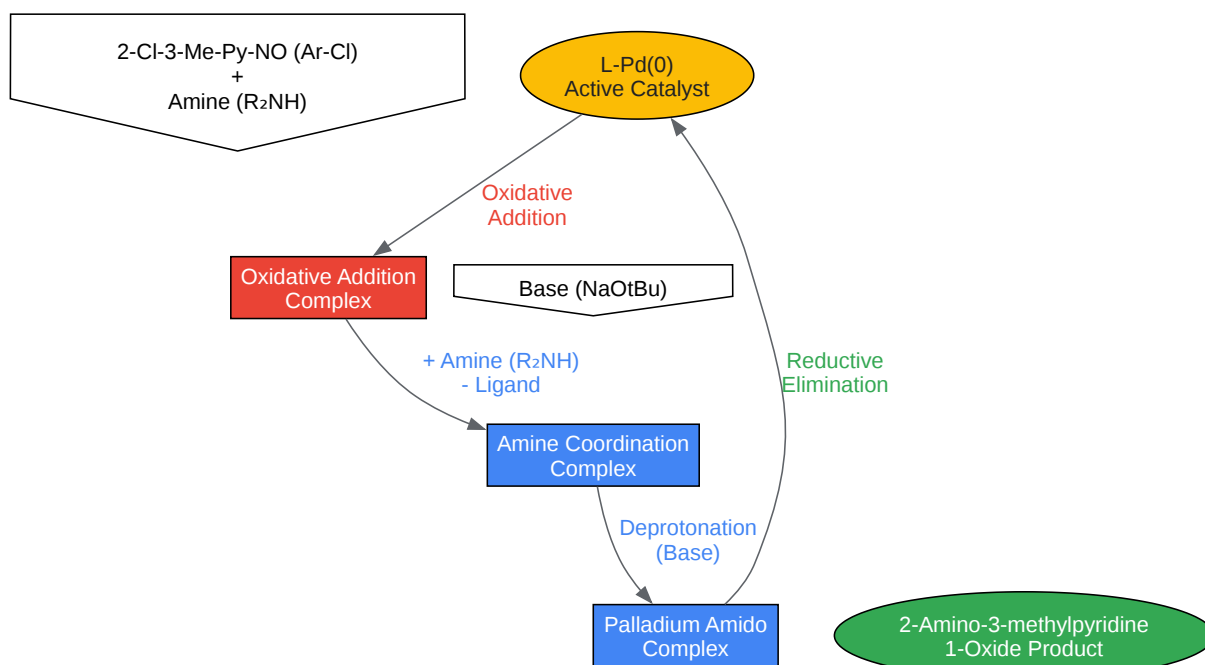 2-Cl-3-Me-Py-NO (Ar-Cl)
+
Amine (R₂NH)
L-Pd(0)
Active Catalyst
Oxidative
Addition
Oxidative Addition
Complex
Base (NaOtBu)
+ Amine (R₂NH)
- Ligand
Reductive
Elimination
Amine Coordination
Complex
Deprotonation
(Base)
Palladium Amido
Complex
2-Amino-3-methylpyridine
1-Oxide Product